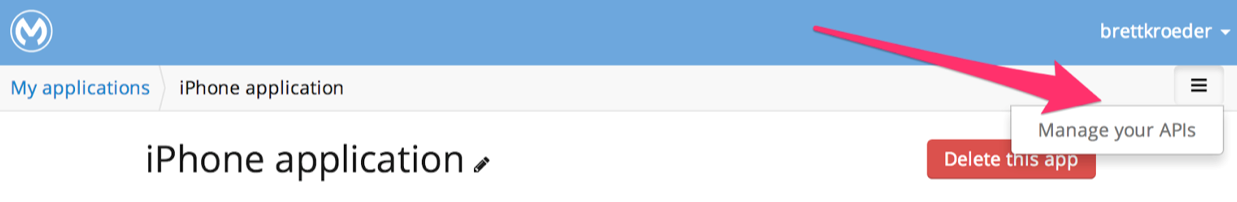 brettkroeder
My applications
iPhone application
Manage your APIs
iPhone application
Delete this app